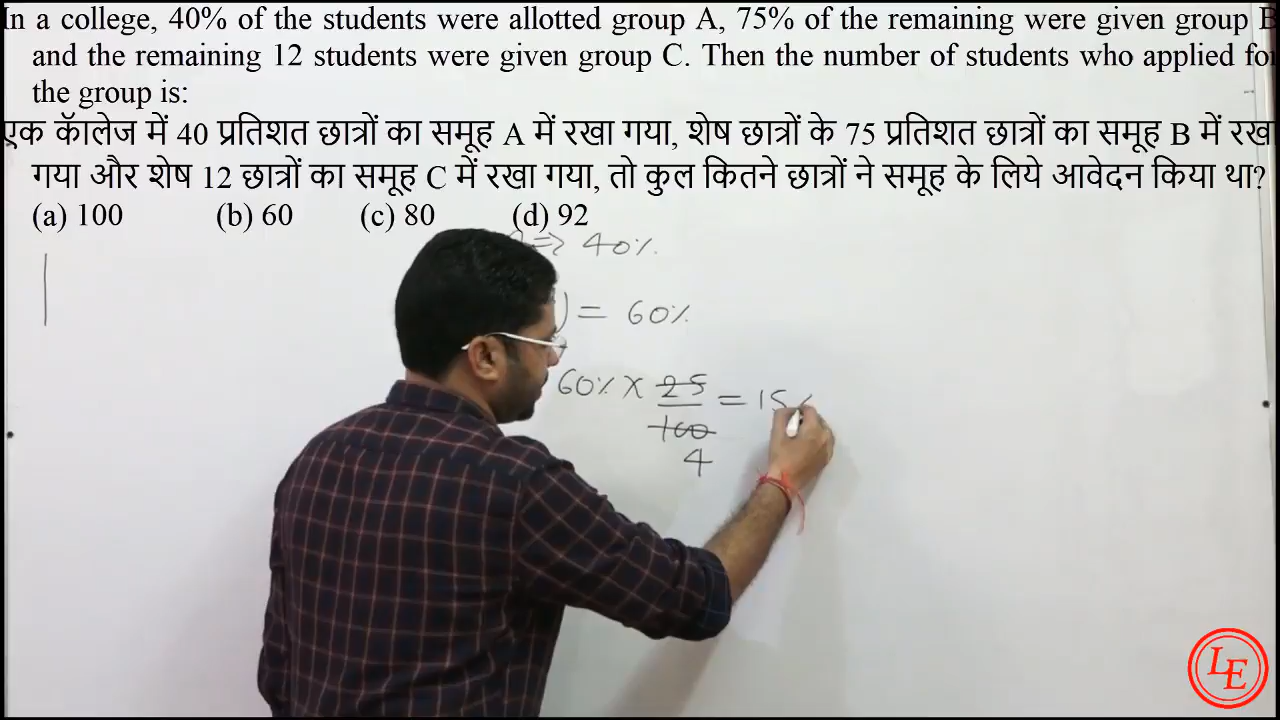 In a college, 40% of the students were allotted group A, 75% of the remaining were given group B
and the remaining 12 students were given group C. Then the number of students who applied for
the group is:
एक कॅालेज में 40 प्रतिशत छात्रों का समूह A में रखा गया, शेष छात्रों के 75 प्रतिशत छात्रों का समूह B में रखा
गया और शेष 12 छात्रों का समूह C में रखा गया, तो कुल कितने छात्रों ने समूह के लिये आवेदन किया था?
(a) 100 (b) 60 (c) 80 (d) 92
⇒ 40%
) = 60%
60% × 25/100 = 15%
4
LE